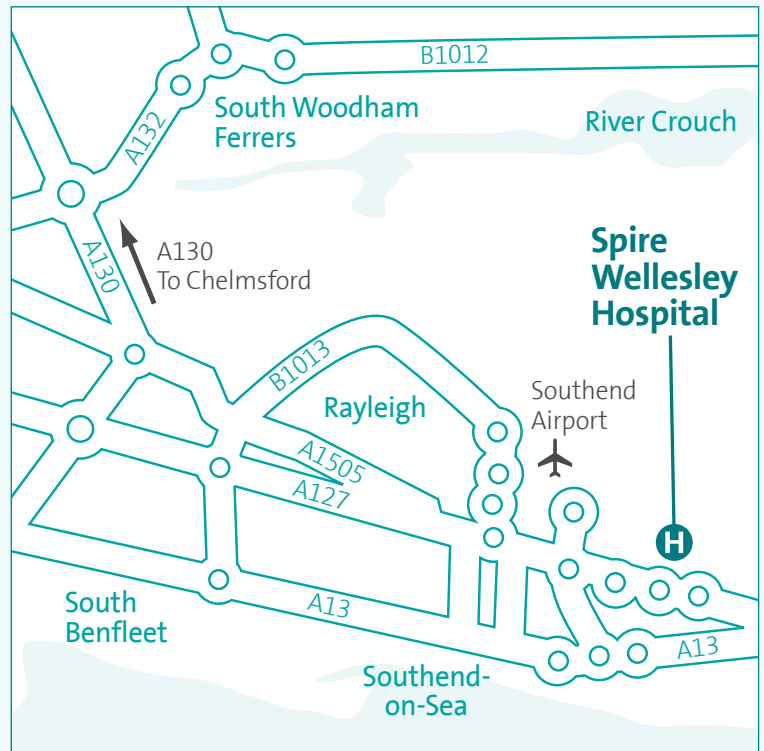 B1012
South Woodham
Ferrers
River Crouch
A132
Spire
Wellesley
Hospital
A130
A130
To Chelmsford
B1013
Rayleigh
Southend
Airport
A1505
A127
H
South
Benfleet
A13
A13
Southend-
on-Sea